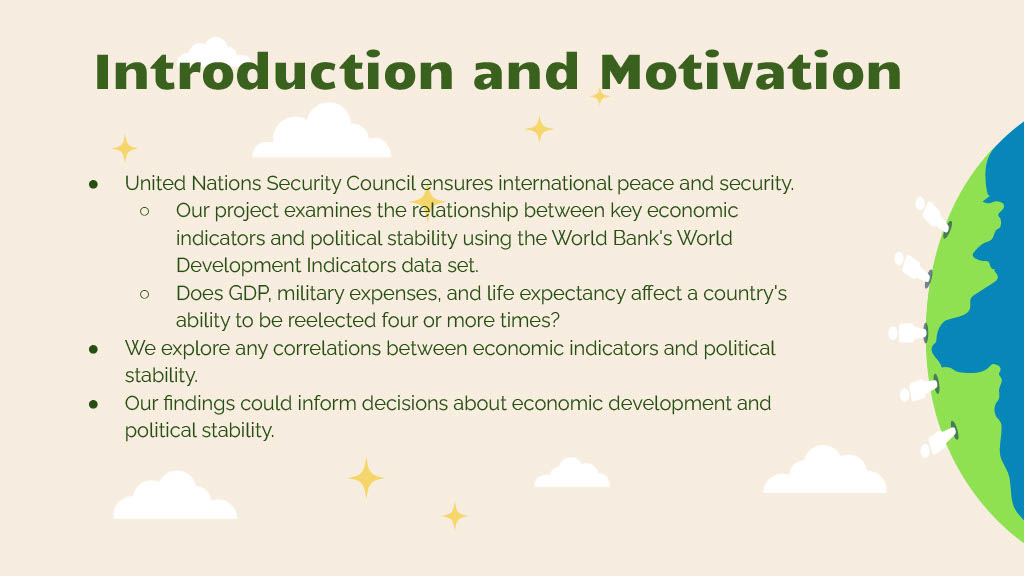 Introduction and Motivation
● United Nations Security Council ensures international peace and security.
○ Our project examines the relationship between key economic
indicators and political stability using the World Bank's World
Development Indicators data set.
○ Does GDP, military expenses, and life expectancy affect a country's
ability to be reelected four or more times?
● We explore any correlations between economic indicators and political
stability.
● Our findings could inform decisions about economic development and
political stability.